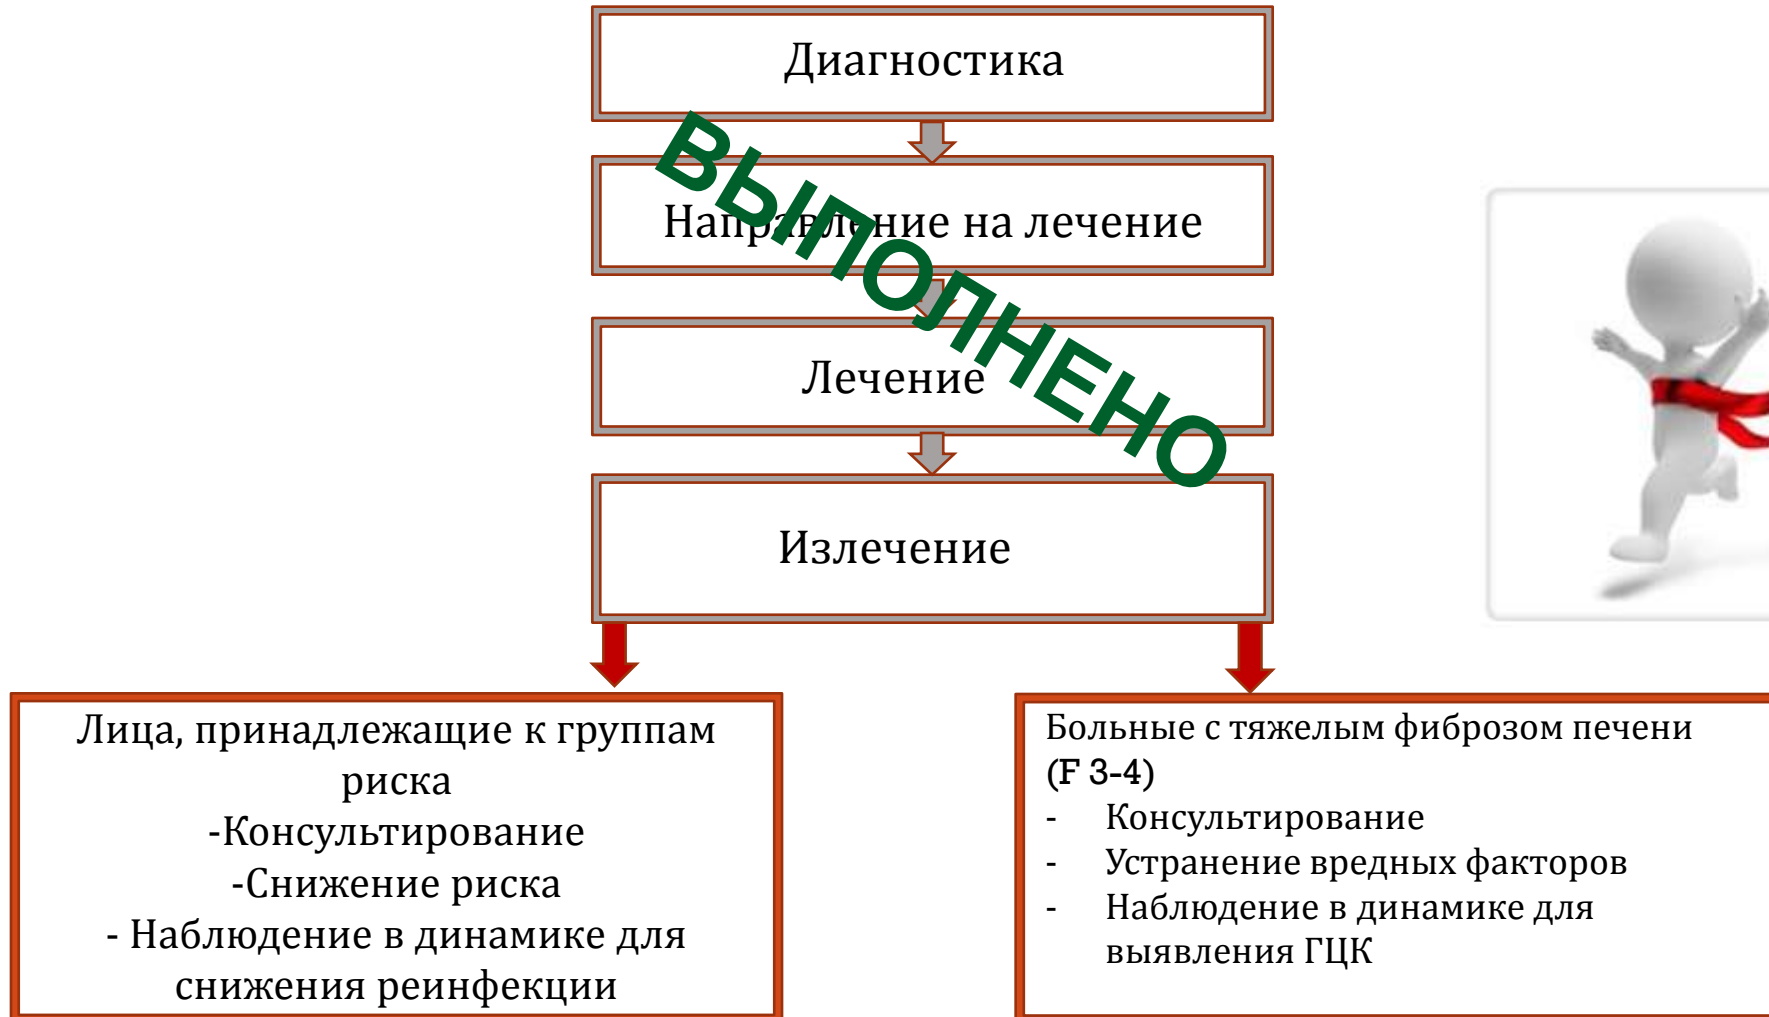 Диагностика
ВЫПОЛНЕНО
Направление на лечение
Лечение
Излечение
Лица, принадлежащие к группам
риска
-Консультирование
-Снижение риска
- Наблюдение в динамике для
снижения реинфекции
Больные с тяжелым фиброзом печени
(F 3-4)
- Консультирование
- Устранение вредных факторов
- Наблюдение в динамике для
выявления ГЦК